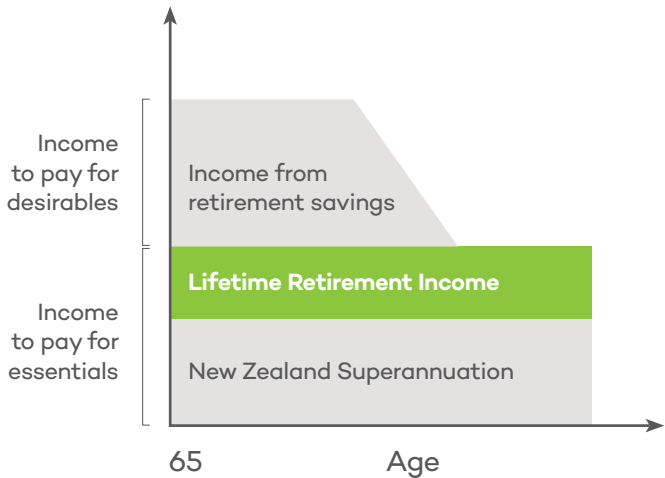 Income
to pay for
desirables
Income from
retirement savings
Lifetime Retirement Income
Income
to pay for
essentials
New Zealand Superannuation
65
Age